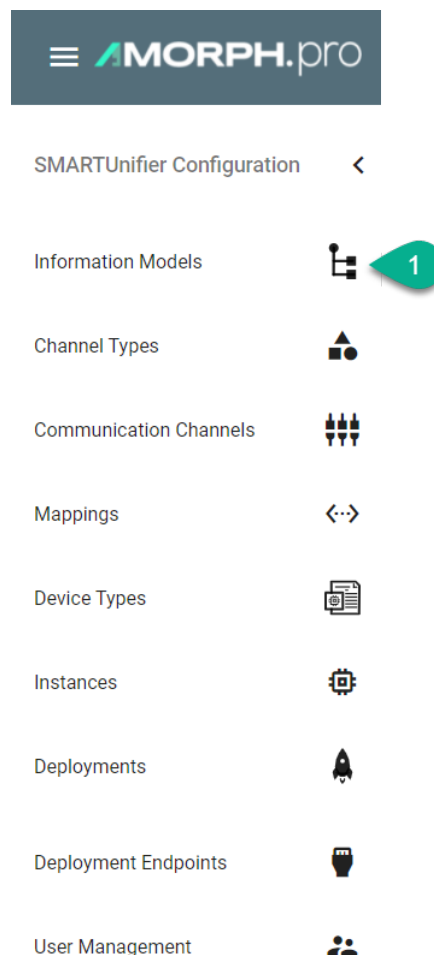 AMORPH.pro
SMARTUnifier Configuration
Information Models
1
Channel Types
Communication Channels
Mappings
Device Types
Instances
Deployments
Deployment Endpoints
User Management